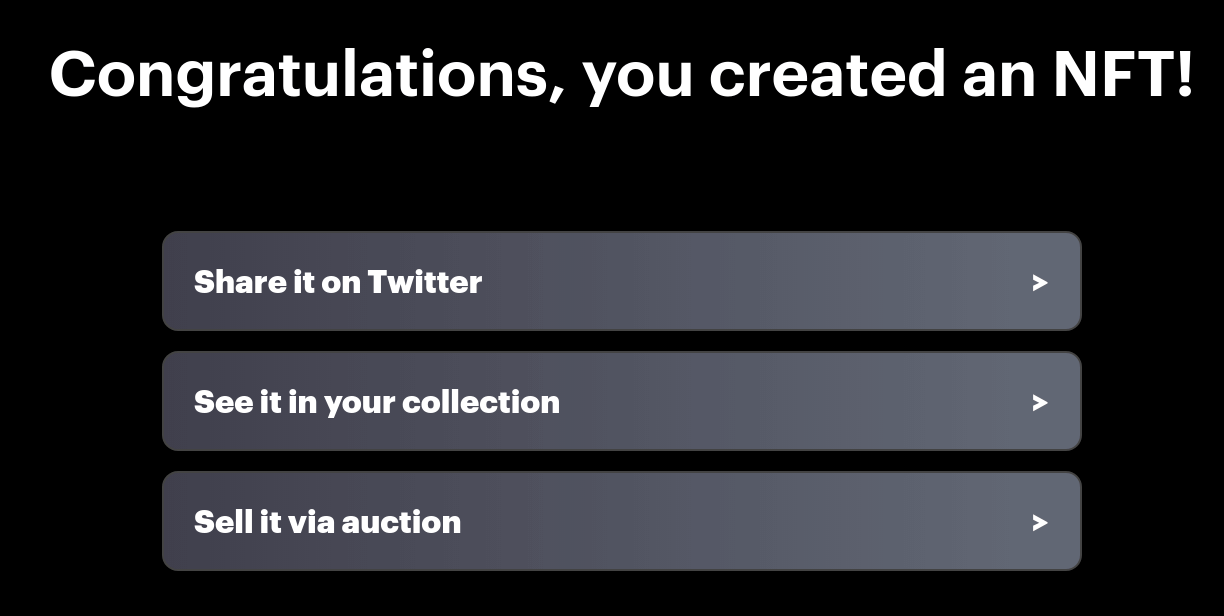 Congratulations, you created an NFT!
Share it on Twitter >
See it in your collection >
Sell it via auction >